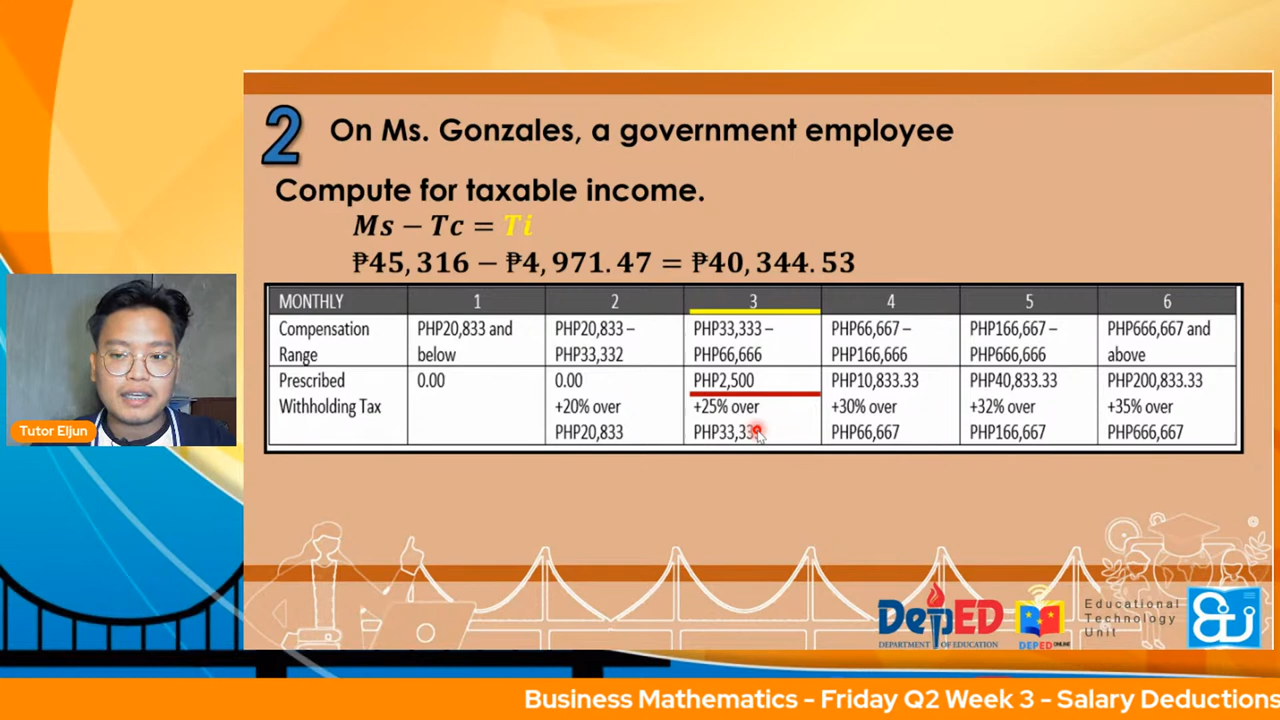 2
On Ms. Gonzales, a government employee
Compute for taxable income.
Ms − Tc = Ti
₱45,316 − ₱4,971.47 = ₱40,344.53
MONTHLY 1 2 3 4 5 6
Compensation PHP20,833 and PHP20,833 – PHP33,333 – PHP66,667 – PHP166,667 – PHP666,667 and
Range below PHP33,332 PHP66,666 PHP166,666 PHP666,666 above
Prescribed 0.00 0.00 PHP2,500 PHP10,833.33 PHP40,833.33 PHP200,833.33
Withholding Tax +20% over +25% over +30% over +32% over +35% over
PHP20,833 PHP66,667 PHP166,667 PHP666,667
Tutor Eljun
DepED
DEPARTMENT OF EDUCATION
DEPED ONLINE
Educational
Technology
Unit
Business Mathematics - Friday Q2 Week 3 - Salary Deductions